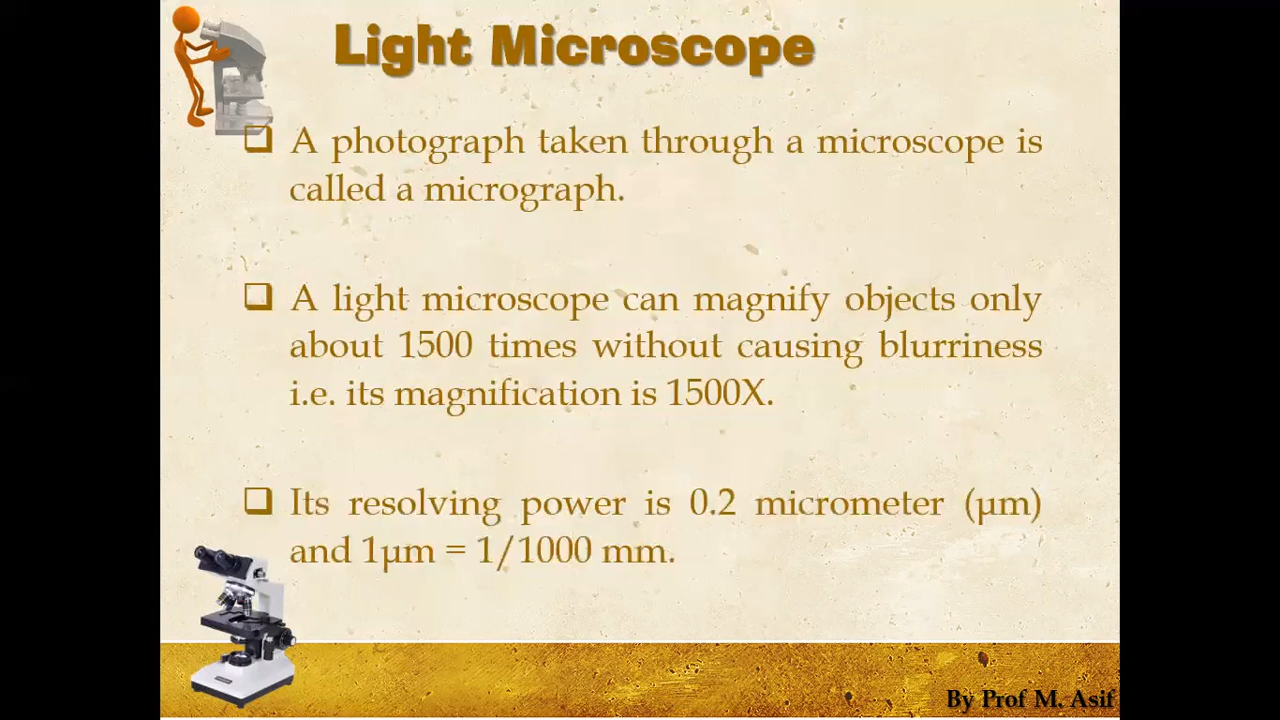 Light Microscope
❑ A photograph taken through a microscope is
called a micrograph.
❑ A light microscope can magnify objects only
about 1500 times without causing blurriness
i.e. its magnification is 1500X.
❑ Its resolving power is 0.2 micrometer (µm)
and 1µm = 1/1000 mm.
By Prof M. Asif